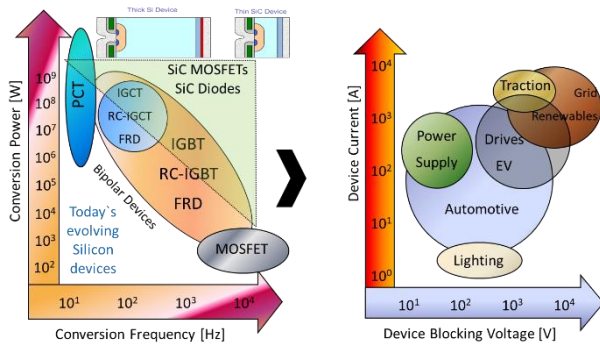 Thick Si Device
Thin SiC Device
Conversion Power [W]
10⁹
10⁸
10⁷
10⁶
10⁵
10⁴
10³
10²
PCT
SiC MOSFETs
SiC Diodes
IGCT
RC-IGCT
FRD
IGBT
RC-IGBT
FRD
Bipolar Devices
Today`s
evolving
Silicon
devices
MOSFET
10¹
10²
10³
10⁴
Conversion Frequency [Hz]
Device Current [A]
10⁴
10³
10²
10¹
10⁰
Traction
Grid
Renewables/
Power
Supply
Drives
EV
Automotive
Lighting
10¹
10²
10³
10⁴
Device Blocking Voltage [V]